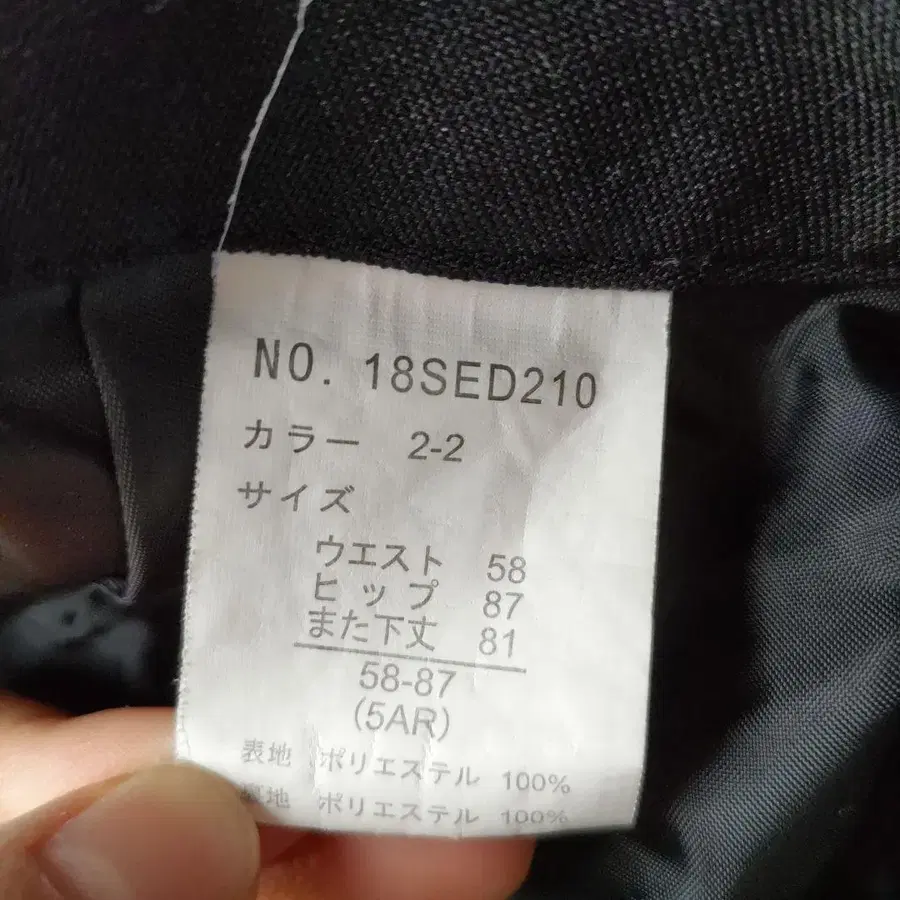 NO. 18SED210
カラー 2-2
サイズ
ウエスト 58
ヒップ 87
また下丈 81
58-87
(5AR)
表地 ポリエステル 100%
裏地 ポリエステル 100%